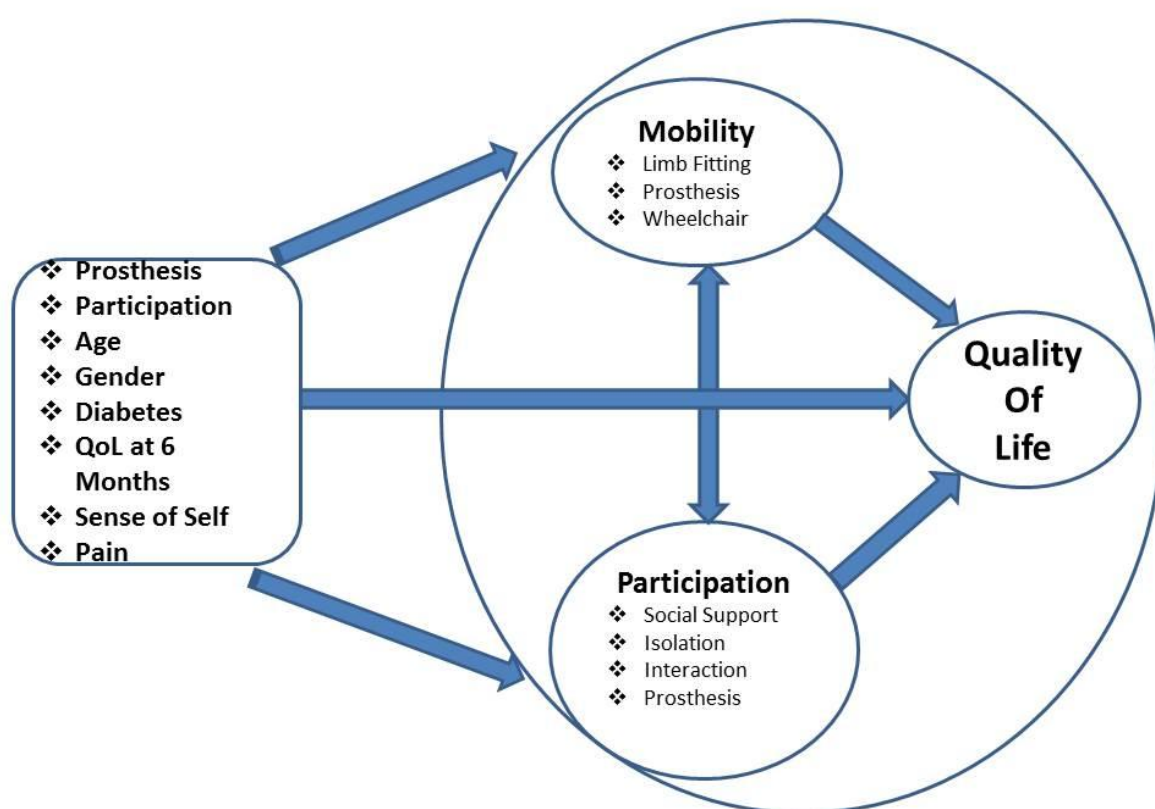 ❖ Prosthesis
❖ Participation
❖ Age
❖ Gender
❖ Diabetes
❖ QoL at 6
Months
❖ Sense of Self
❖ Pain
Mobility
❖ Limb Fitting
❖ Prosthesis
❖ Wheelchair
Participation
❖ Social Support
❖ Isolation
❖ Interaction
❖ Prosthesis
Quality
Of
Life